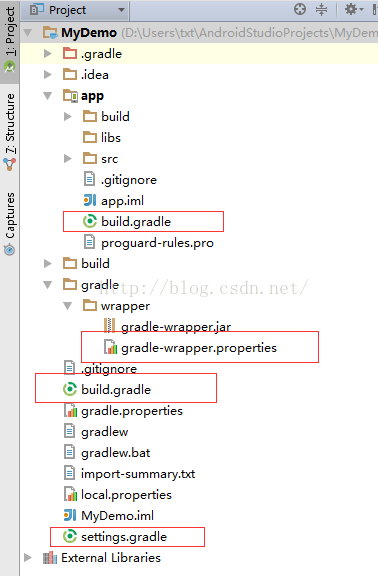 Project
1: Project
7: Structure
Captures
MyDemo (D:\Users\txt\AndroidStudioProjects\MyDem
.gradle
.idea
app
build
libs
src
.gitignore
app.iml
build.gradle
proguard-rules.pro
build
gradle
http://blog.csdn.net/
wrapper
gradle-wrapper.jar
gradle-wrapper.properties
.gitignore
build.gradle
gradle.properties
gradlew
gradlew.bat
import-summary.txt
local.properties
MyDemo.iml
settings.gradle
External Libraries